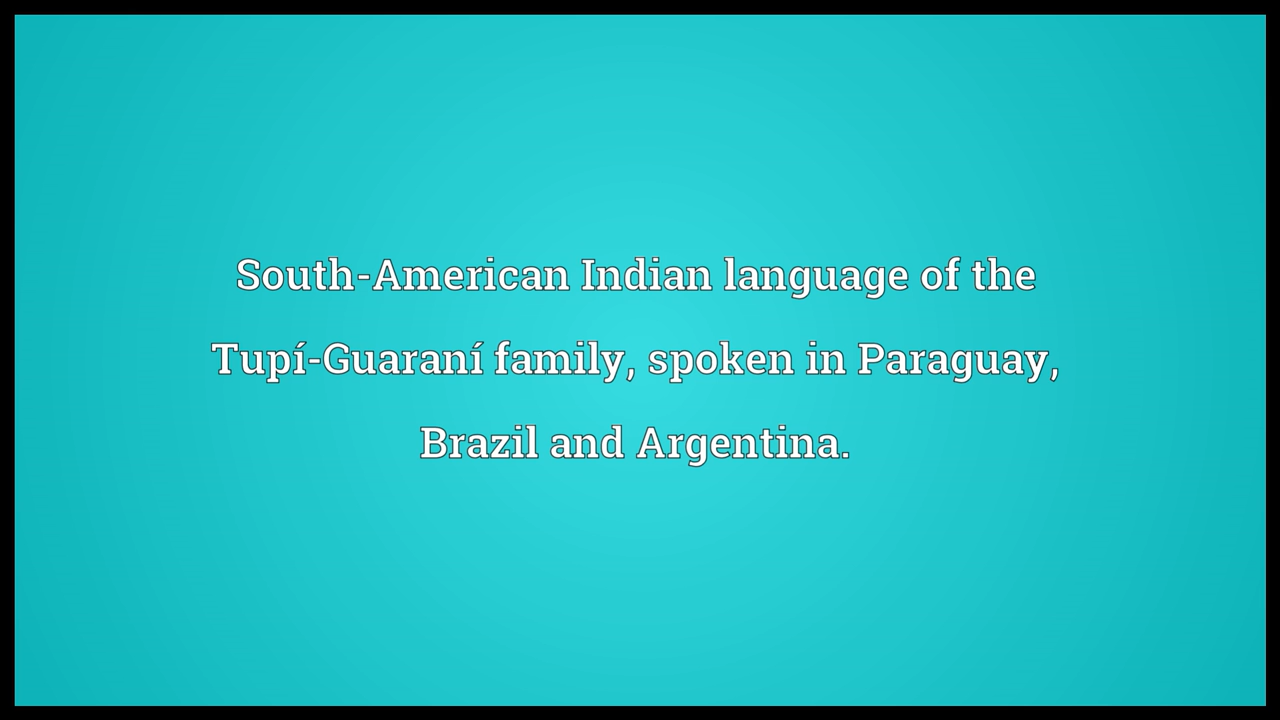 South-American Indian language of the
Tupí-Guaraní family, spoken in Paraguay,
Brazil and Argentina.